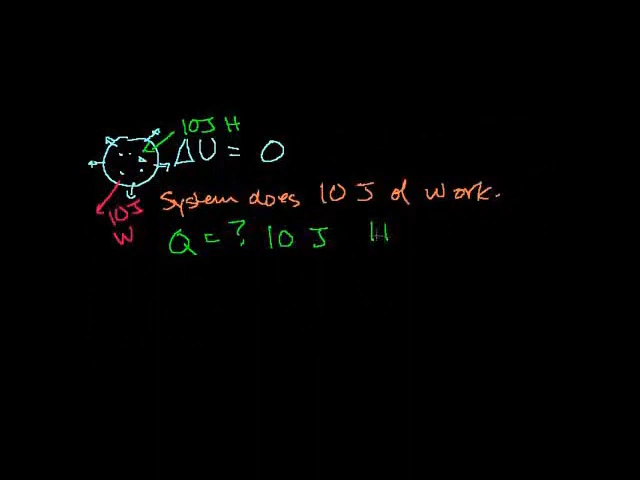 10J H
ΔU = 0
System does 10 J of work.
10J
W
Q = ? 10 J H